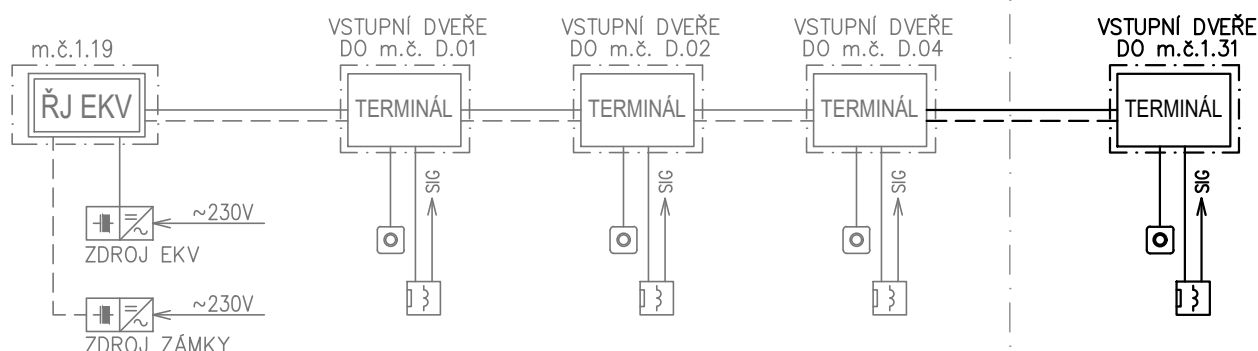 m.č.1.19
ŘJ EKV
~230V
ZDROJ EKV
~230V
ZDROJ ZÁMKY
VSTUPNÍ DVEŘE
DO m.č. D.01
TERMINÁL
SIG
VSTUPNÍ DVEŘE
DO m.č. D.02
TERMINÁL
SIG
VSTUPNÍ DVEŘE
DO m.č. D.04
TERMINÁL
SIG
VSTUPNÍ DVEŘE
DO m.č.1.31
TERMINÁL
SIG